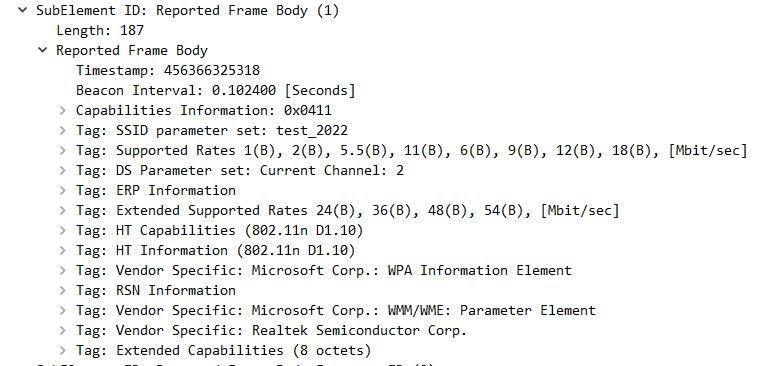 SubElement ID: Reported Frame Body (1)
Length: 187
Reported Frame Body
Timestamp: 456366325318
Beacon Interval: 0.102400 [Seconds]
Capabilities Information: 0x0411
Tag: SSID parameter set: test_2022
Tag: Supported Rates 1(B), 2(B), 5.5(B), 11(B), 6(B), 9(B), 12(B), 18(B), [Mbit/sec]
Tag: DS Parameter set: Current Channel: 2
Tag: ERP Information
Tag: Extended Supported Rates 24(B), 36(B), 48(B), 54(B), [Mbit/sec]
Tag: HT Capabilities (802.11n D1.10)
Tag: HT Information (802.11n D1.10)
Tag: Vendor Specific: Microsoft Corp.: WPA Information Element
Tag: RSN Information
Tag: Vendor Specific: Microsoft Corp.: WMM/WME: Parameter Element
Tag: Vendor Specific: Realtek Semiconductor Corp.
Tag: Extended Capabilities (8 octets)